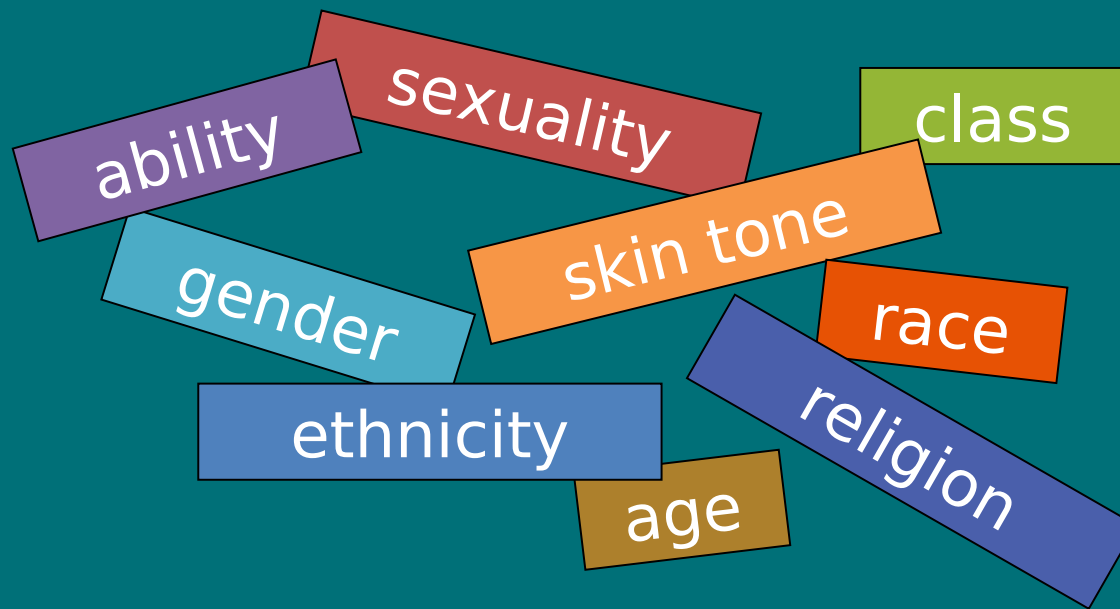 sexuality
class
ability
skin tone
gender
race
ethnicity
religion
age